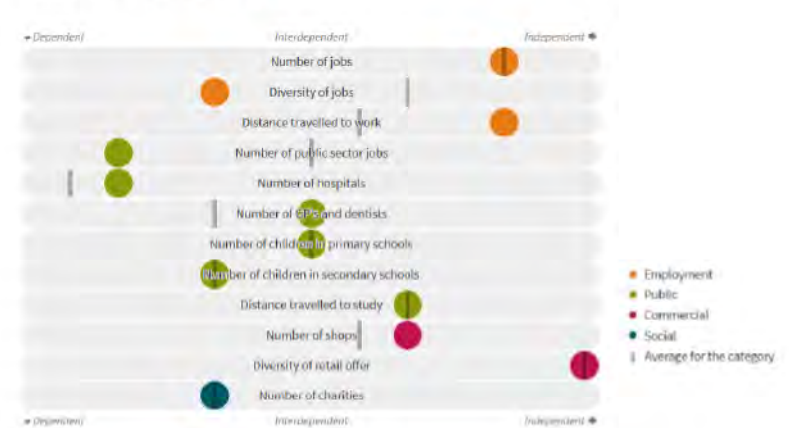 ← Dependent Interdependent Independent →
Number of jobs
Diversity of jobs
Distance travelled to work
Number of public sector jobs
Number of hospitals
Number of GP's and dentists
Number of children in primary schools
Number of children in secondary schools
Distance travelled to study
Number of shops
Diversity of retail offer
Number of charities
← Dependent Interdependent Independent →
Employment
Public
Commercial
Social
Average for the category